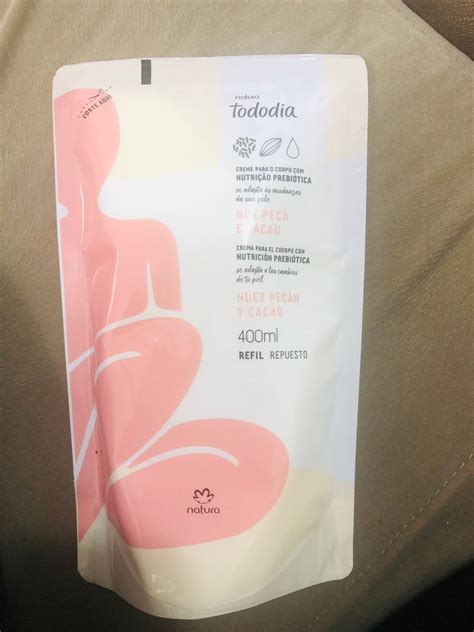 CORTE AQUI
natura
Tododia
CREME PARA O CORPO COM
NUTRIÇÃO PREBIÓTICA
se adapta às mudanças
da sua pele
NOZ PECÃ
E CACAU
CREMA PARA EL CUERPO CON
NUTRICIÓN PREBIÓTICA
se adapta a los cambios
de tu piel
NUEZ PECÁN
Y CACAO
400ml
REFIL REPUESTO
natura